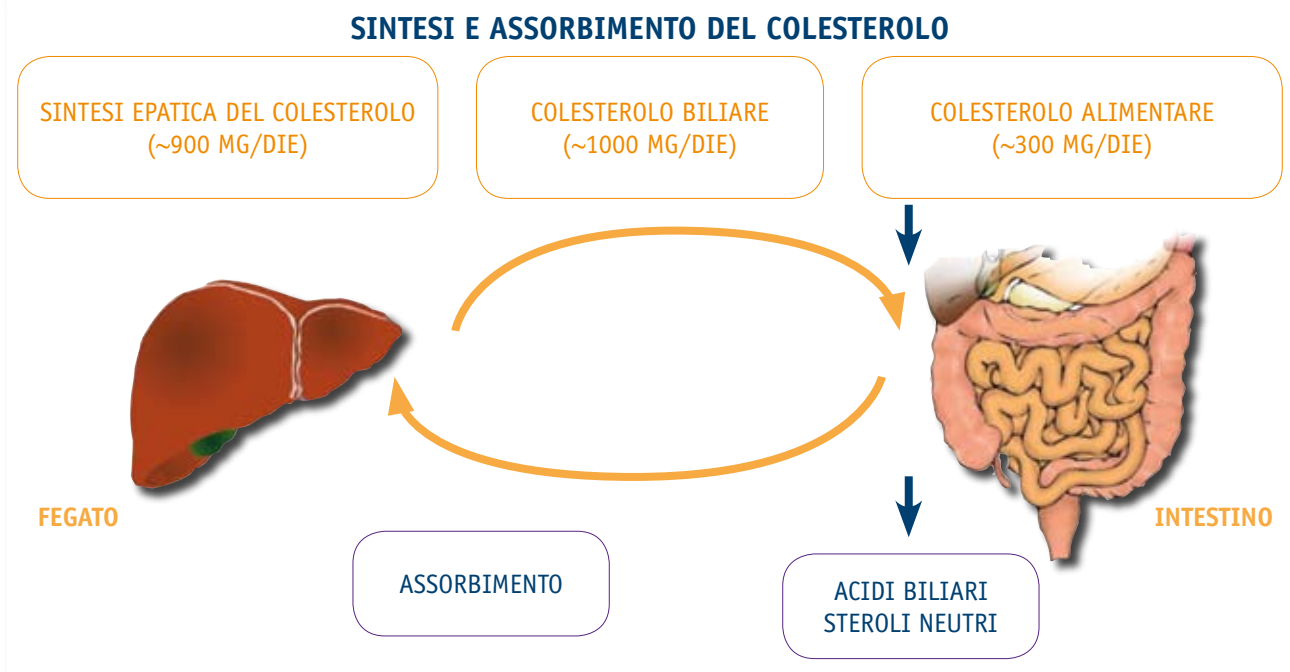 SINTESI E ASSORBIMENTO DEL COLESTEROLO
SINTESI EPATICA DEL COLESTEROLO
(~900 MG/DIE)
COLESTEROLO BILIARE
(~1000 MG/DIE)
COLESTEROLO ALIMENTARE
(~300 MG/DIE)
FEGATO
INTESTINO
ASSORBIMENTO
ACIDI BILIARI
STEROLI NEUTRI